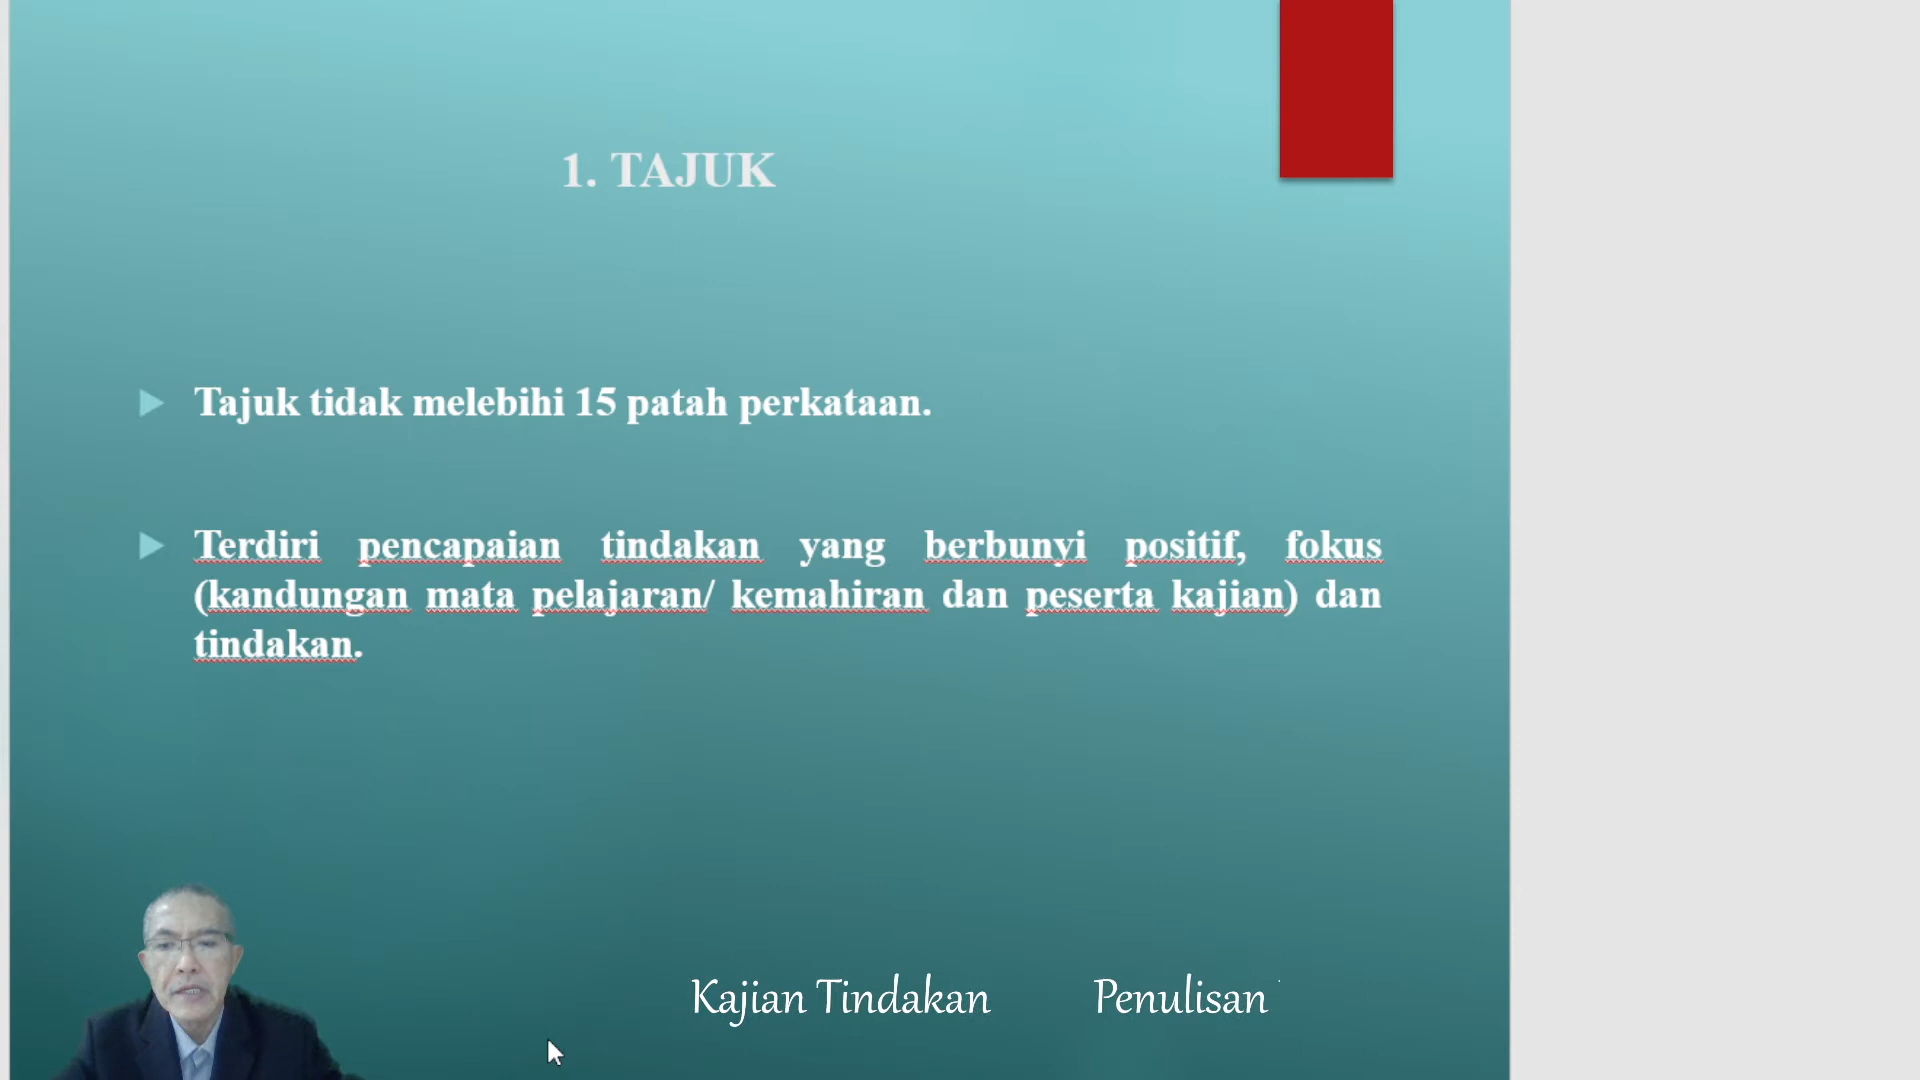 1. TAJUK
Tajuk tidak melebihi 15 patah perkataan.
Terdiri pencapaian tindakan yang berbunyi positif, fokus
(kandungan mata pelajaran/ kemahiran dan peserta kajian) dan
tindakan.
Kajian Tindakan Penulisan